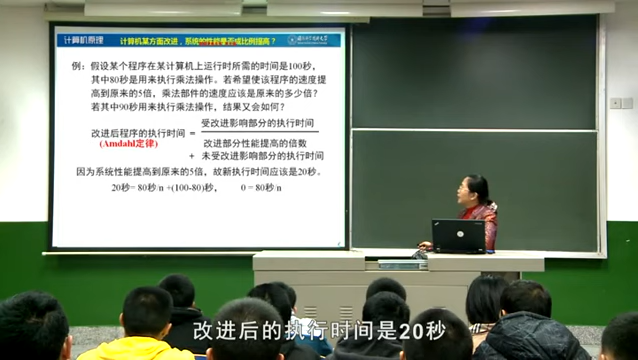 计算机原理
计算机某方面改进，系统的性能是否成比例提高？
例：假设某个程序在某计算机上运行时所需的时间是100秒，
其中80秒是用来执行乘法操作。若希望使该程序的速度提
高到原来的5倍，乘法部件的速度应该是原来的多少倍？
若其中90秒用来执行乘法操作，结果又会如何？
改进后程序的执行时间 = 受改进影响部分的执行时间
(Amdahl定律)
改进部分性能提高的倍数
+ 未受改进影响部分的执行时间
因为系统性能提高到原来的5倍，故新执行时间应该是20秒。
20秒= 80秒/n +(100-80)秒， 0 = 80秒/n
改进后的执行时间是20秒